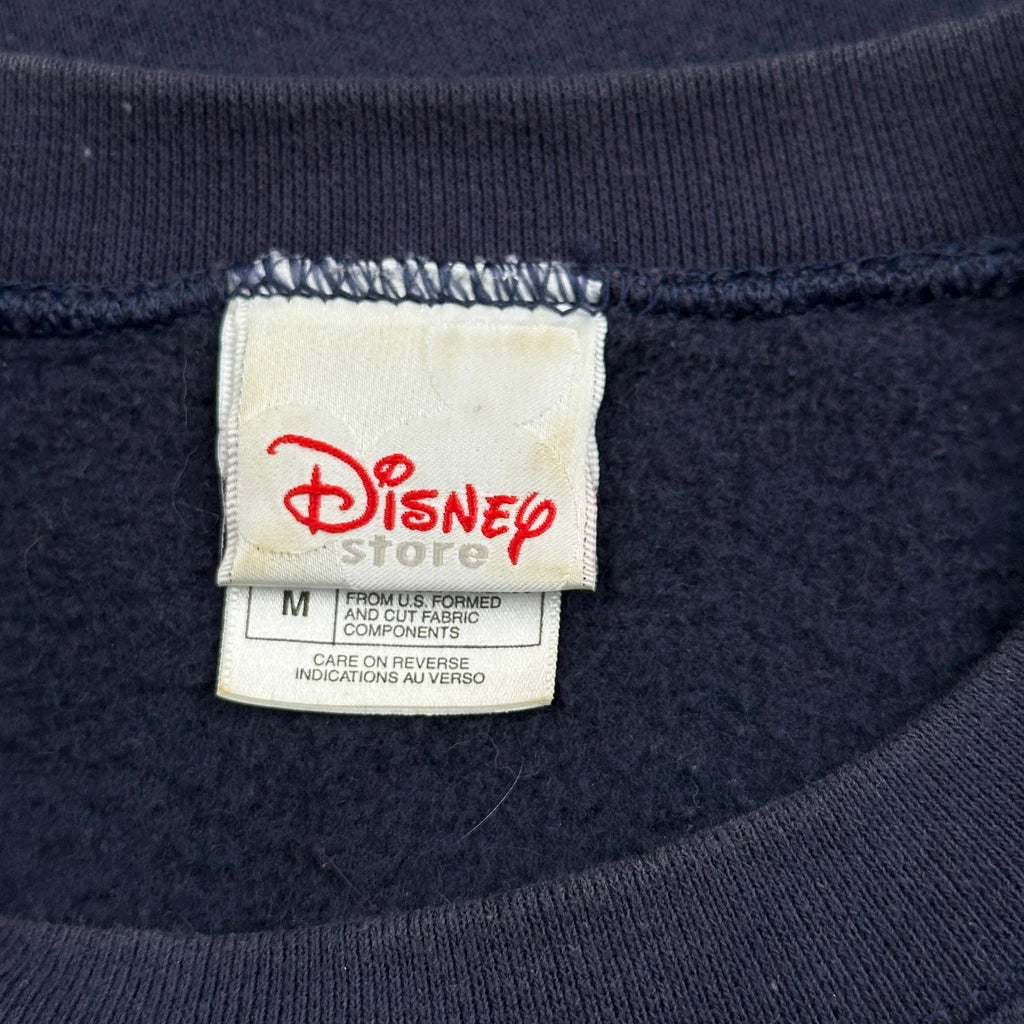 Disney
store
M
FROM U.S. FORMED
AND CUT FABRIC
COMPONENTS
CARE ON REVERSE
INDICATIONS AU VERSO